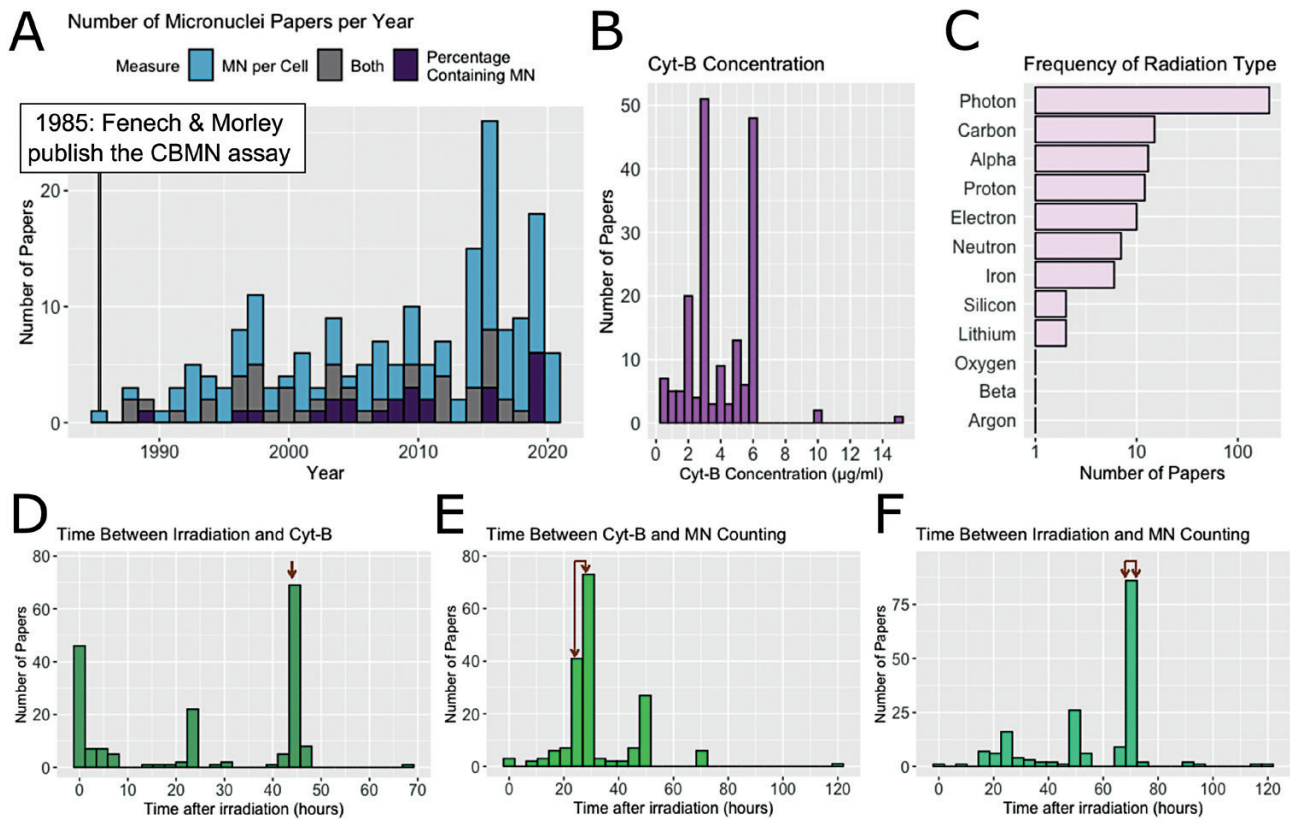 A
Number of Micronuclei Papers per Year
Measure
MN per Cell
Both
Percentage
Containing MN
1985: Fenech & Morley
publish the CBMN assay
Number of Papers
20
10
0
1990
2000
2010
2020
Year
B
Cyt-B Concentration
Number of Papers
50
40
30
20
10
0
0
2
4
6
8
10
12
14
Cyt-B Concentration (µg/ml)
C
Frequency of Radiation Type
Photon
Carbon
Alpha
Proton
Electron
Neutron
Iron
Silicon
Lithium
Oxygen
Beta
Argon
1
10
100
Number of Papers
D
Time Between Irradiation and Cyt-B
Number of Papers
80
60
40
20
0
0
10
20
30
40
50
60
70
Time after irradiation (hours)
E
Time Between Cyt-B and MN Counting
Number of Papers
80
60
40
20
0
0
20
40
60
80
100
120
Time after irradiation (hours)
F
Time Between Irradiation and MN Counting
Number of Papers
75
50
25
0
0
20
40
60
80
100
120
Time after irradiation (hours)